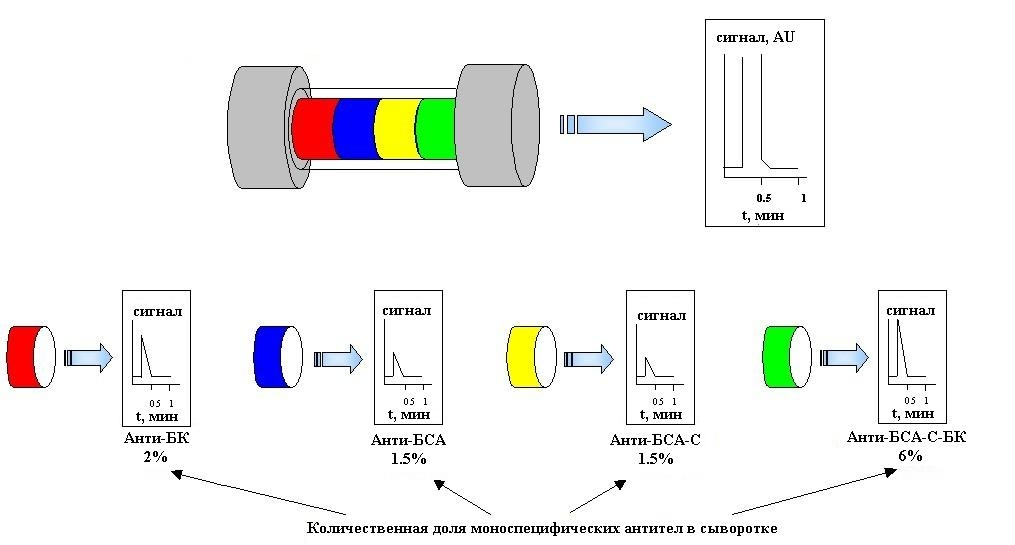 сигнал, AU
0.5 1
t, мин
сигнал
0.5 1
t, мин
Анти-БК
2%
сигнал
0.5 1
t, мин
Анти-БСА
1.5%
сигнал
0.5 1
t, мин
Анти-БСА-С
1.5%
сигнал
0.5 1
t, мин
Анти-БСА-С-БК
6%
Количественная доля моноспецифических антител в сыворотке